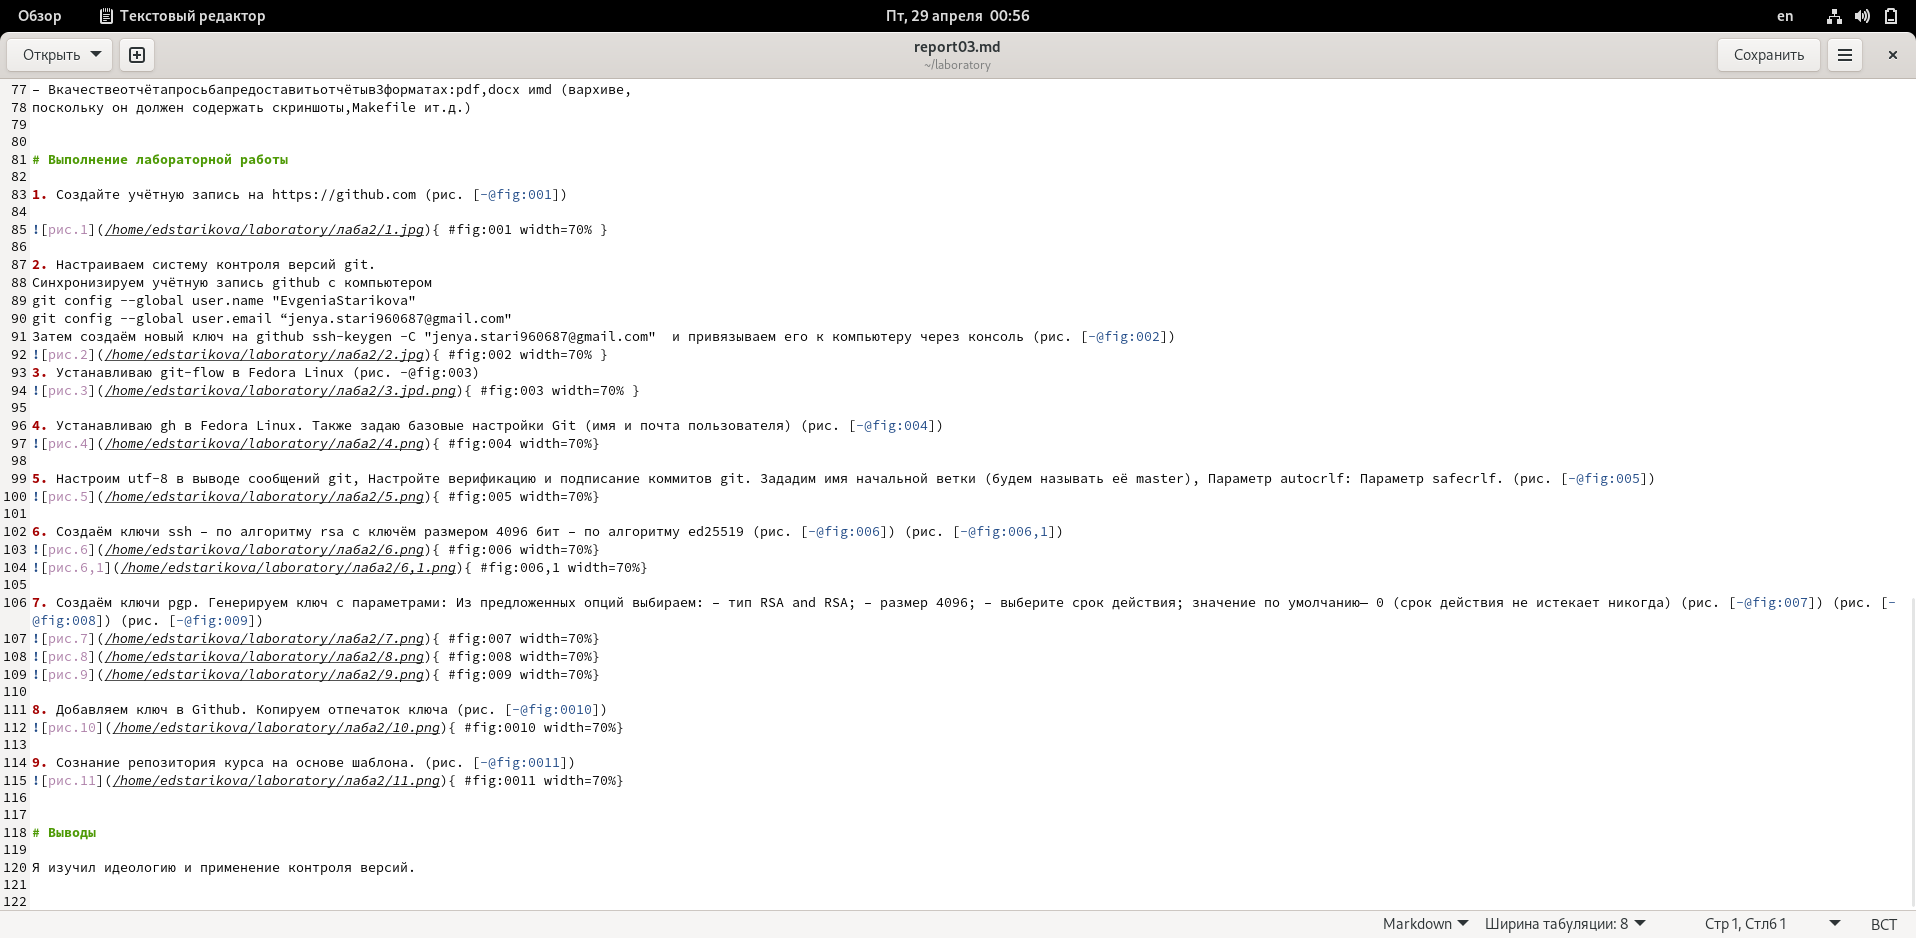 Обзор Текстовый редактор Пт, 29 апреля 00:56 en
Открыть report03.md Сохранить
~/laboratory
77 – Вкачествеотчётапросьбапредоставитьотчётыв3форматах:pdf,docx иmd (вархиве,
78 поскольку он должен содержать скриншоты,Makefile ит.д.)
79
80
81 # Выполнение лабораторной работы
82
83 1. Создайте учётную запись на https://github.com (рис. [-@fig:001])
84
85 ![рис.1](/home/edstarikova/laboratory/лаба2/1.jpg){ #fig:001 width=70% }
86
87 2. Настраиваем систему контроля версий git.
88 Синхронизируем учётную запись github с компьютером
89 git config --global user.name "EvgeniaStarikova"
90 git config --global user.email “jenya.stari960687@gmail.com"
91 Затем создаём новый ключ на github ssh-keygen -C "jenya.stari960687@gmail.com"  и привязываем его к компьютеру через консоль (рис. [-@fig:002])
92 ![рис.2](/home/edstarikova/laboratory/лаба2/2.jpg){ #fig:002 width=70% }
93 3. Устанавливаю git-flow в Fedora Linux (рис. -@fig:003)
94 ![рис.3](/home/edstarikova/laboratory/лаба2/3.jpd.png){ #fig:003 width=70% }
95
96 4. Устанавливаю gh в Fedora Linux. Также задаю базовые настройки Git (имя и почта пользователя) (рис. [-@fig:004])
97 ![рис.4](/home/edstarikova/laboratory/лаба2/4.png){ #fig:004 width=70%}
98
99 5. Настроим utf-8 в выводе сообщений git, Настройте верификацию и подписание коммитов git. Зададим имя начальной ветки (будем называть её master), Параметр autocrlf: Параметр safecrlf. (рис. [-@fig:005])
100 ![рис.5](/home/edstarikova/laboratory/лаба2/5.png){ #fig:005 width=70%}
101
102 6. Создаём ключи ssh – по алгоритму rsa с ключём размером 4096 бит – по алгоритму ed25519 (рис. [-@fig:006]) (рис. [-@fig:006,1])
103 ![рис.6](/home/edstarikova/laboratory/лаба2/6.png){ #fig:006 width=70%}
104 ![рис.6,1](/home/edstarikova/laboratory/лаба2/6,1.png){ #fig:006,1 width=70%}
105
106 7. Создаём ключи pgp. Генерируем ключ с параметрами: Из предложенных опций выбираем: – тип RSA and RSA; – размер 4096; – выберите срок действия; значение по умолчанию— 0 (срок действия не истекает никогда) (рис. [-@fig:007]) (рис. [-
@fig:008]) (рис. [-@fig:009])
107 ![рис.7](/home/edstarikova/laboratory/лаба2/7.png){ #fig:007 width=70%}
108 ![рис.8](/home/edstarikova/laboratory/лаба2/8.png){ #fig:008 width=70%}
109 ![рис.9](/home/edstarikova/laboratory/лаба2/9.png){ #fig:009 width=70%}
110
111 8. Добавляем ключ в Github. Копируем отпечаток ключа (рис. [-@fig:0010])
112 ![рис.10](/home/edstarikova/laboratory/лаба2/10.png){ #fig:0010 width=70%}
113
114 9. Сознание репозитория курса на основе шаблона. (рис. [-@fig:0011])
115 ![рис.11](/home/edstarikova/laboratory/лаба2/11.png){ #fig:0011 width=70%}
116
117
118 # Выводы
119
120 Я изучил идеологию и применение контроля версий.
121
122
Markdown Ширина табуляции: 8 Стр 1, Стлб 1 ВСТ